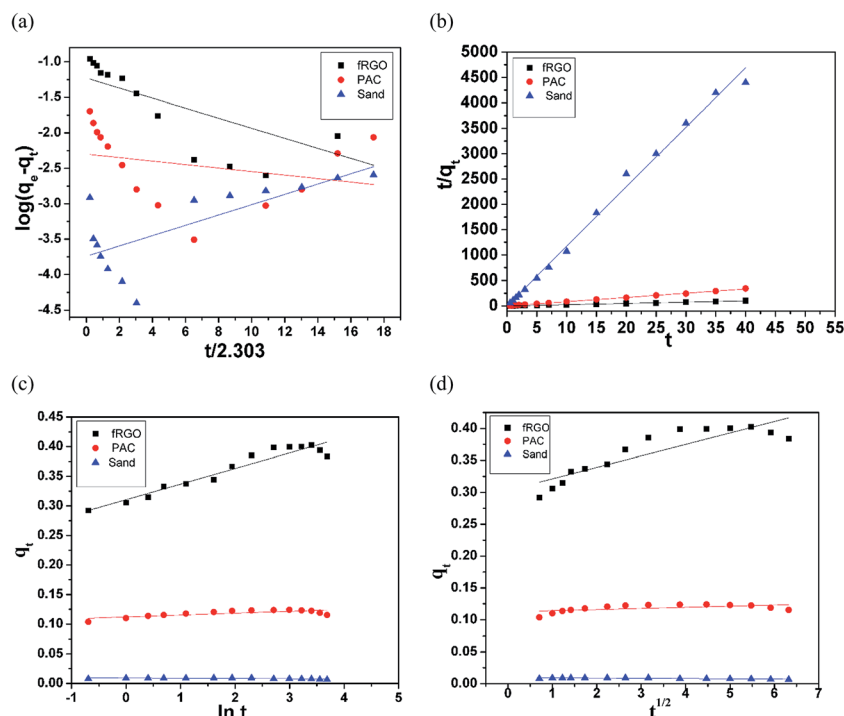 (a)
(b)
fRGO
PAC
Sand
-1.0
-1.5
-2.0
-2.5
-3.0
-3.5
-4.0
-4.5
log(qe-qt)
0 2 4 6 8 10 12 14 16 18
t/2.303
fRGO
PAC
Sand
5000
4500
4000
3500
3000
2500
2000
1500
1000
500
0
t/qt
0 5 10 15 20 25 30 35 40 45 50 55
t
(c)
(d)
fRGO
PAC
Sand
0.45
0.40
0.35
0.30
0.25
0.20
0.15
0.10
0.05
0.00
qt
-1 0 1 2 3 4 5
ln t
fRGO
PAC
Sand
0.40
0.35
0.30
0.25
0.20
0.15
0.10
0.05
0.00
qt
0 1 2 3 4 5 6 7
t1/2